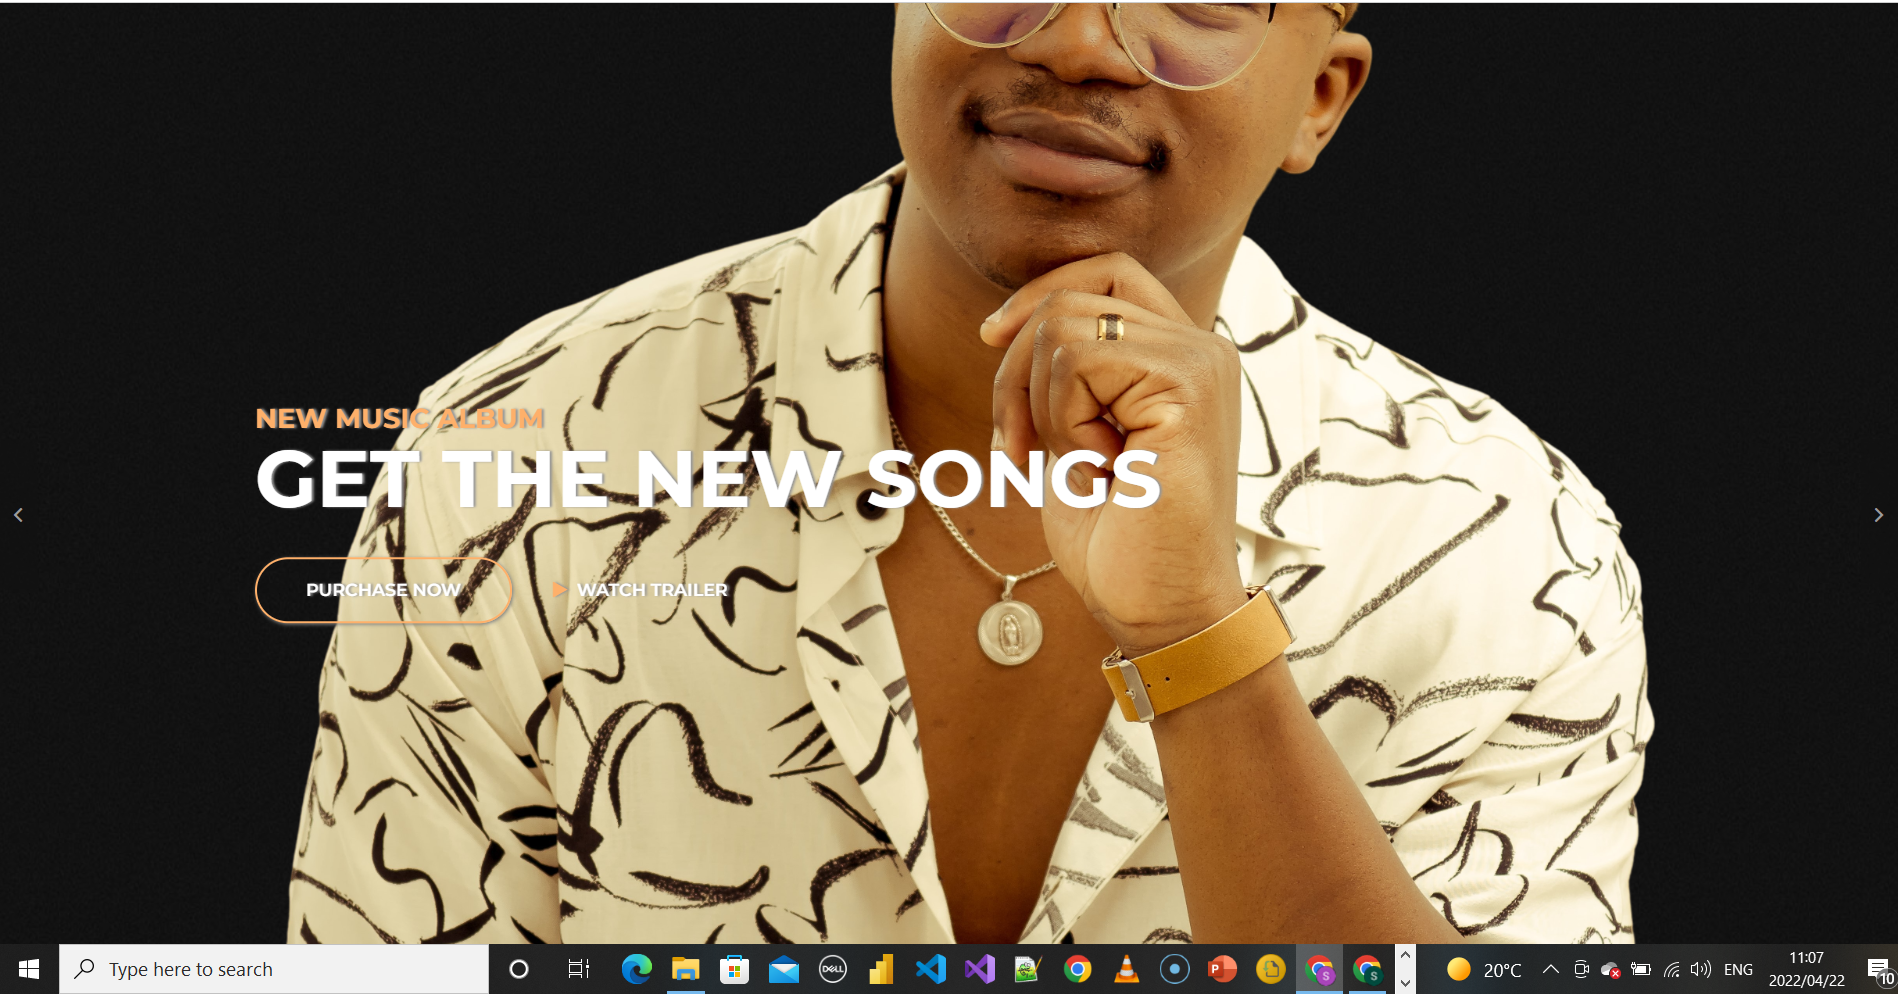 NEW MUSIC ALBUM
GET THE NEW SONGS
PURCHASE NOW
WATCH TRAILER
Type here to search
DELL
P
S
S
20°C
ENG
11:07
2022/04/22
10